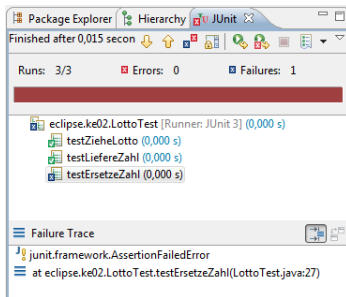 Package Explorer Hierarchy JUnit
Finished after 0,015 secon
Runs: 3/3 Errors: 0 Failures: 1
eclipse.ke02.LottoTest [Runner: JUnit 3] (0,000 s)
testZieheLotto (0,000 s)
testLiefereZahl (0,000 s)
testErsetzeZahl (0,000 s)
Failure Trace
junit.framework.AssertionFailedError
at eclipse.ke02.LottoTest.testErsetzeZahl(LottoTest.java:27)